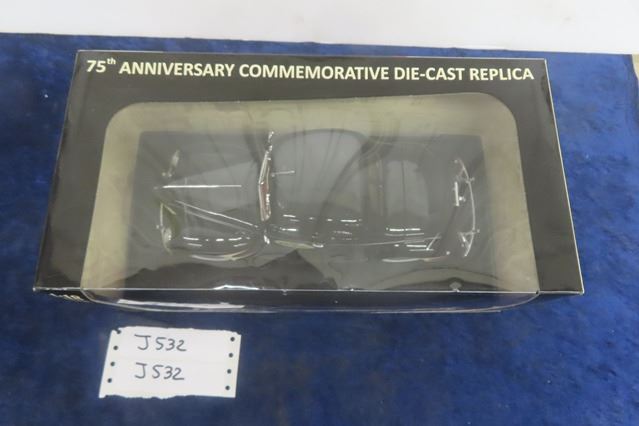 75th ANNIVERSARY COMMEMORATIVE DIE-CAST REPLICA
J532
J532